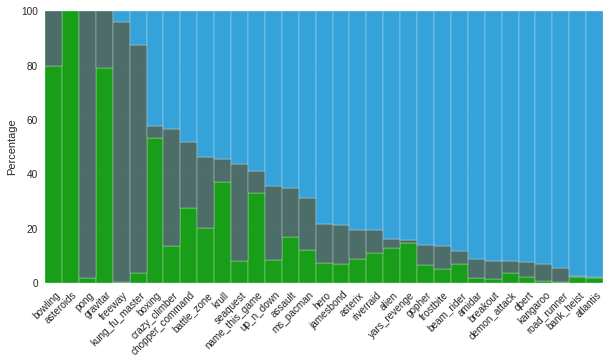 100
80
60
40
20
0
Percentage
bowling
asteroids
pong
gravitar
freeway
kung_fu_master
boxing
crazy_climber
chopper_command
battle_zone
krull
seaquest
name_this_game
up_n_down
assault
ms_pacman
hero
jamesbond
asterix
riverraid
alien
yars_revenge
gopher
frostbite
beam_rider
amidar
breakout
demon_attack
qbert
kangaroo
road_runner
bank_heist
atlantis